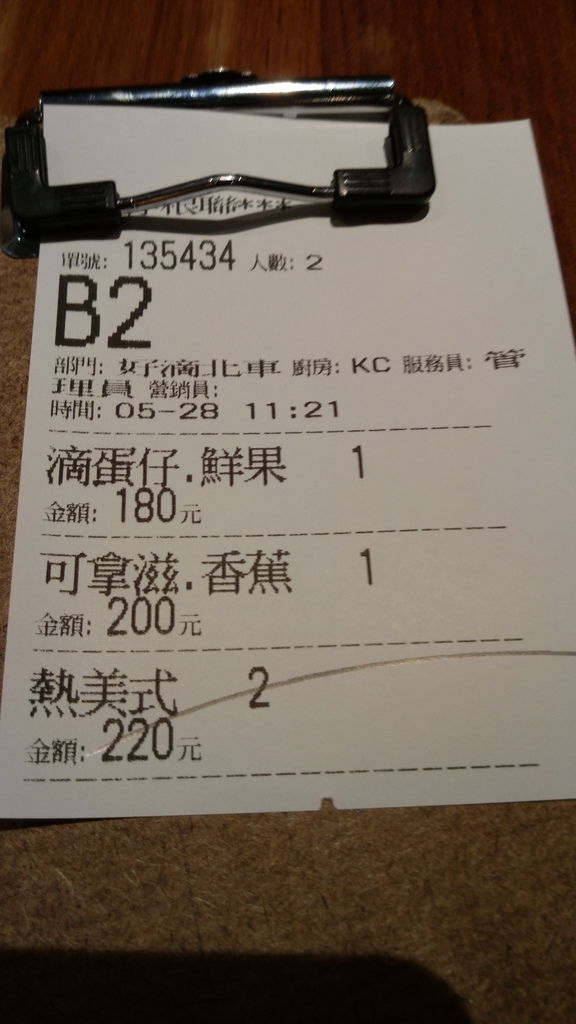 單號: 135434 人數: 2
B2
部門: 好滴北車 廚房: KC 服務員: 管
理員 營銷員:
時間: 05-28 11:21
滴蛋仔.鮮果 1
金額: 180元
可拿滋.香蕉 1
金額: 200元
熱美式 2
金額: 220元